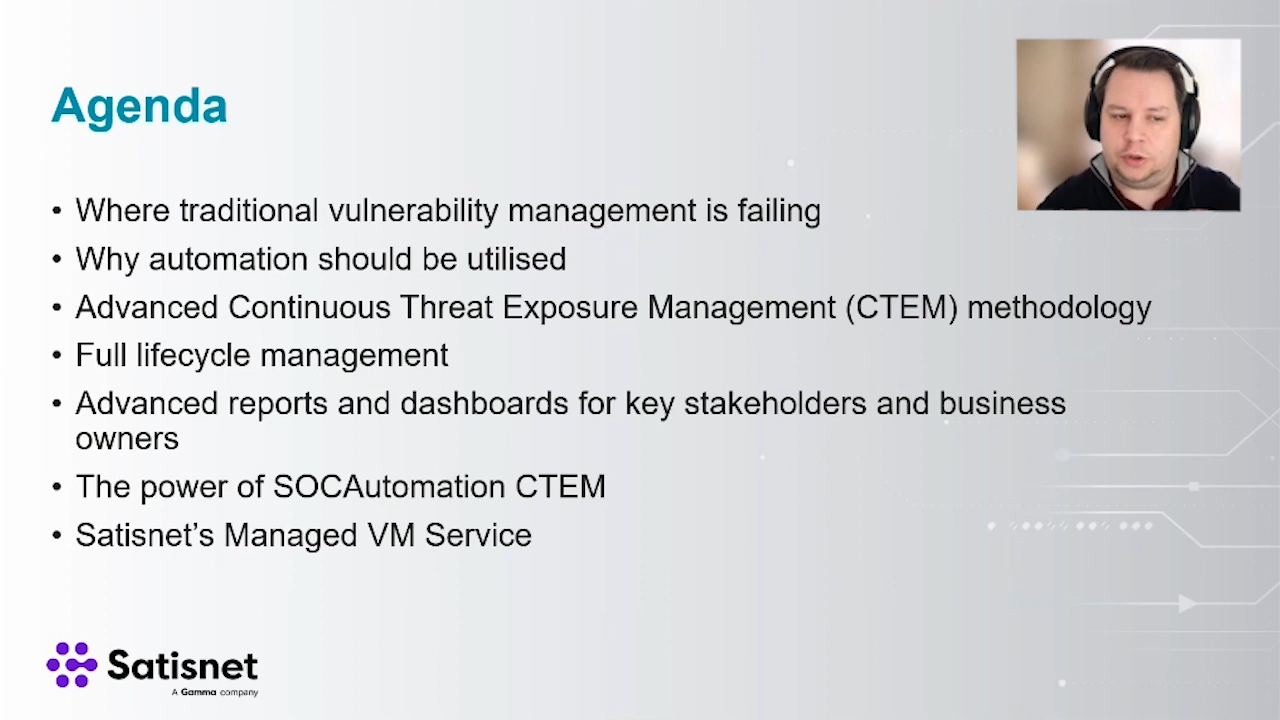 Agenda
• Where traditional vulnerability management is failing
• Why automation should be utilised
• Advanced Continuous Threat Exposure Management (CTEM) methodology
• Full lifecycle management
• Advanced reports and dashboards for key stakeholders and business
owners
• The power of SOCAutomation CTEM
• Satisnet’s Managed VM Service
Satisnet
A Gamma company